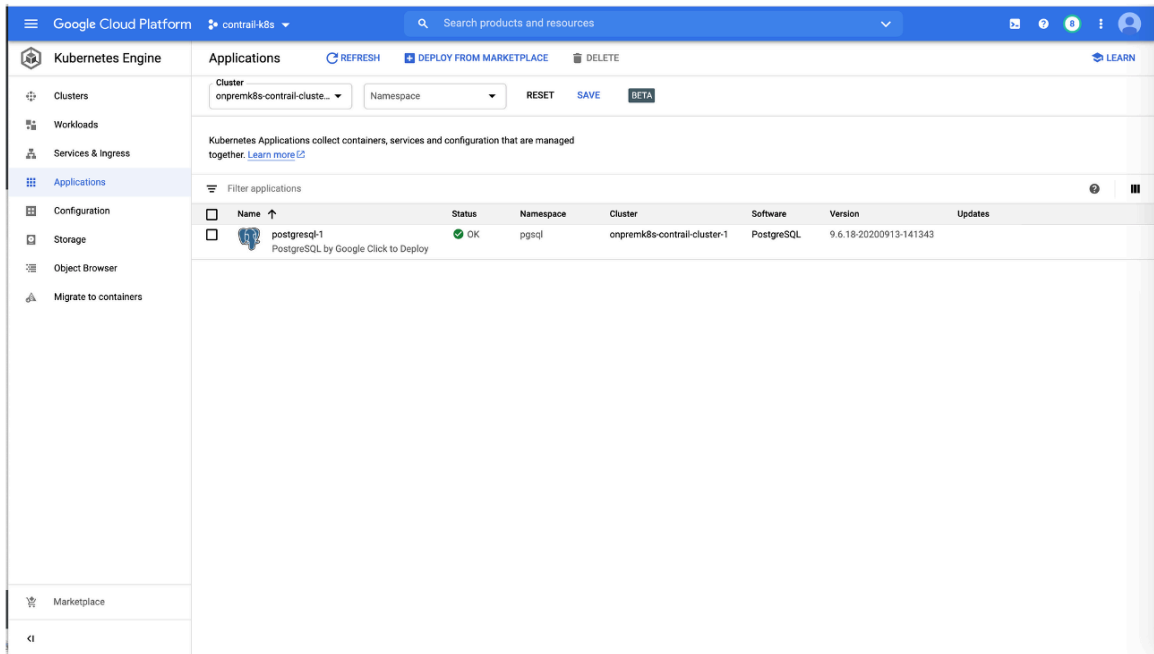 Google Cloud Platform contrail-k8s Search products and resources 8
Kubernetes Engine Applications REFRESH DEPLOY FROM MARKETPLACE DELETE LEARN
Cluster
onpremk8s-contrail-cluste... Namespace RESET SAVE BETA
Clusters
Workloads
Services & Ingress
Applications
Configuration
Storage
Object Browser
Migrate to containers
Marketplace
Kubernetes Applications collect containers, services and configuration that are managed
together. Learn more
Filter applications
Name Status Namespace Cluster Software Version Updates
postgresql-1 OK pgsql onpremk8s-contrail-cluster-1 PostgreSQL 9.6.18-20200913-141343
PostgreSQL by Google Click to Deploy